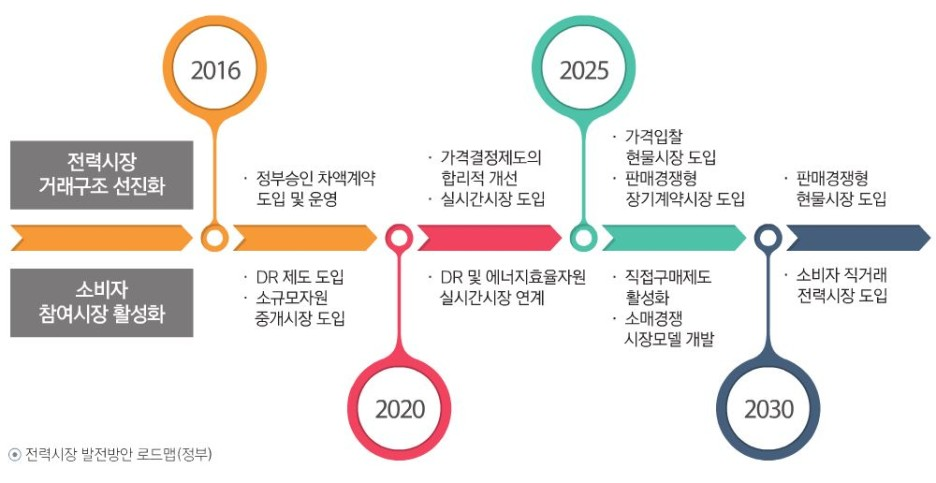 2016
2025
전력시장
거래구조 선진화
· 정부승인 차액계약
도입 및 운영
· 가격결정제도의
합리적 개선
· 실시간시장 도입
· 가격입찰
현물시장 도입
· 판매경쟁형
장기계약시장 도입
· 판매경쟁형
현물시장 도입
소비자
참여시장 활성화
· DR 제도 도입
· 소규모자원
중개시장 도입
· DR 및 에너지효율자원
실시간시장 연계
· 직접구매제도
활성화
· 소매경쟁
시장모델 개발
· 소비자 직거래
전력시장 도입
2020
2030
전력시장 발전방안 로드맵(정부)